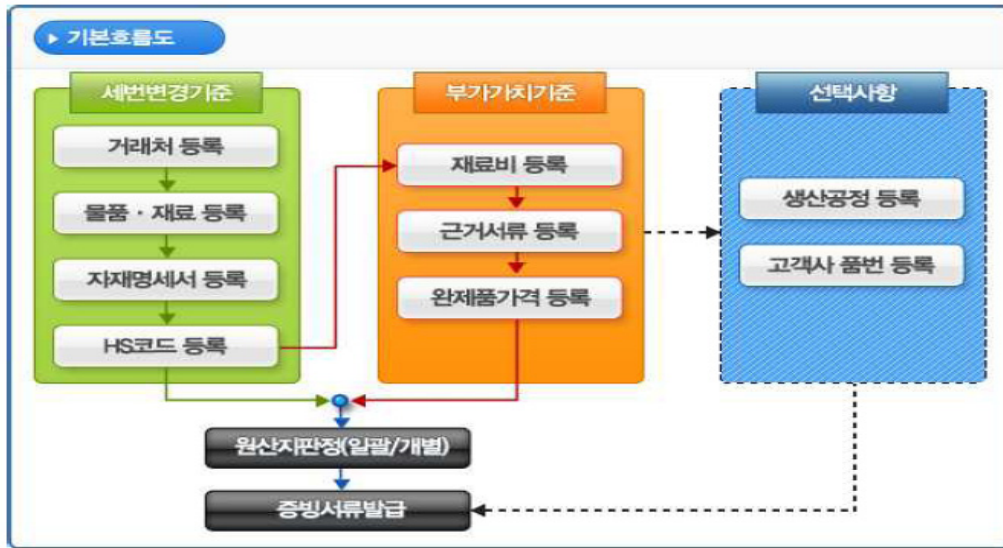 기본흐름도
세번변경기준
거래처 등록
물품 · 재료 등록
자재명세서 등록
HS코드 등록
부가가치기준
재료비 등록
근거서류 등록
완제품가격 등록
선택사항
생산공정 등록
고객사 품번 등록
원산지판정(일괄/개별)
증빙서류발급